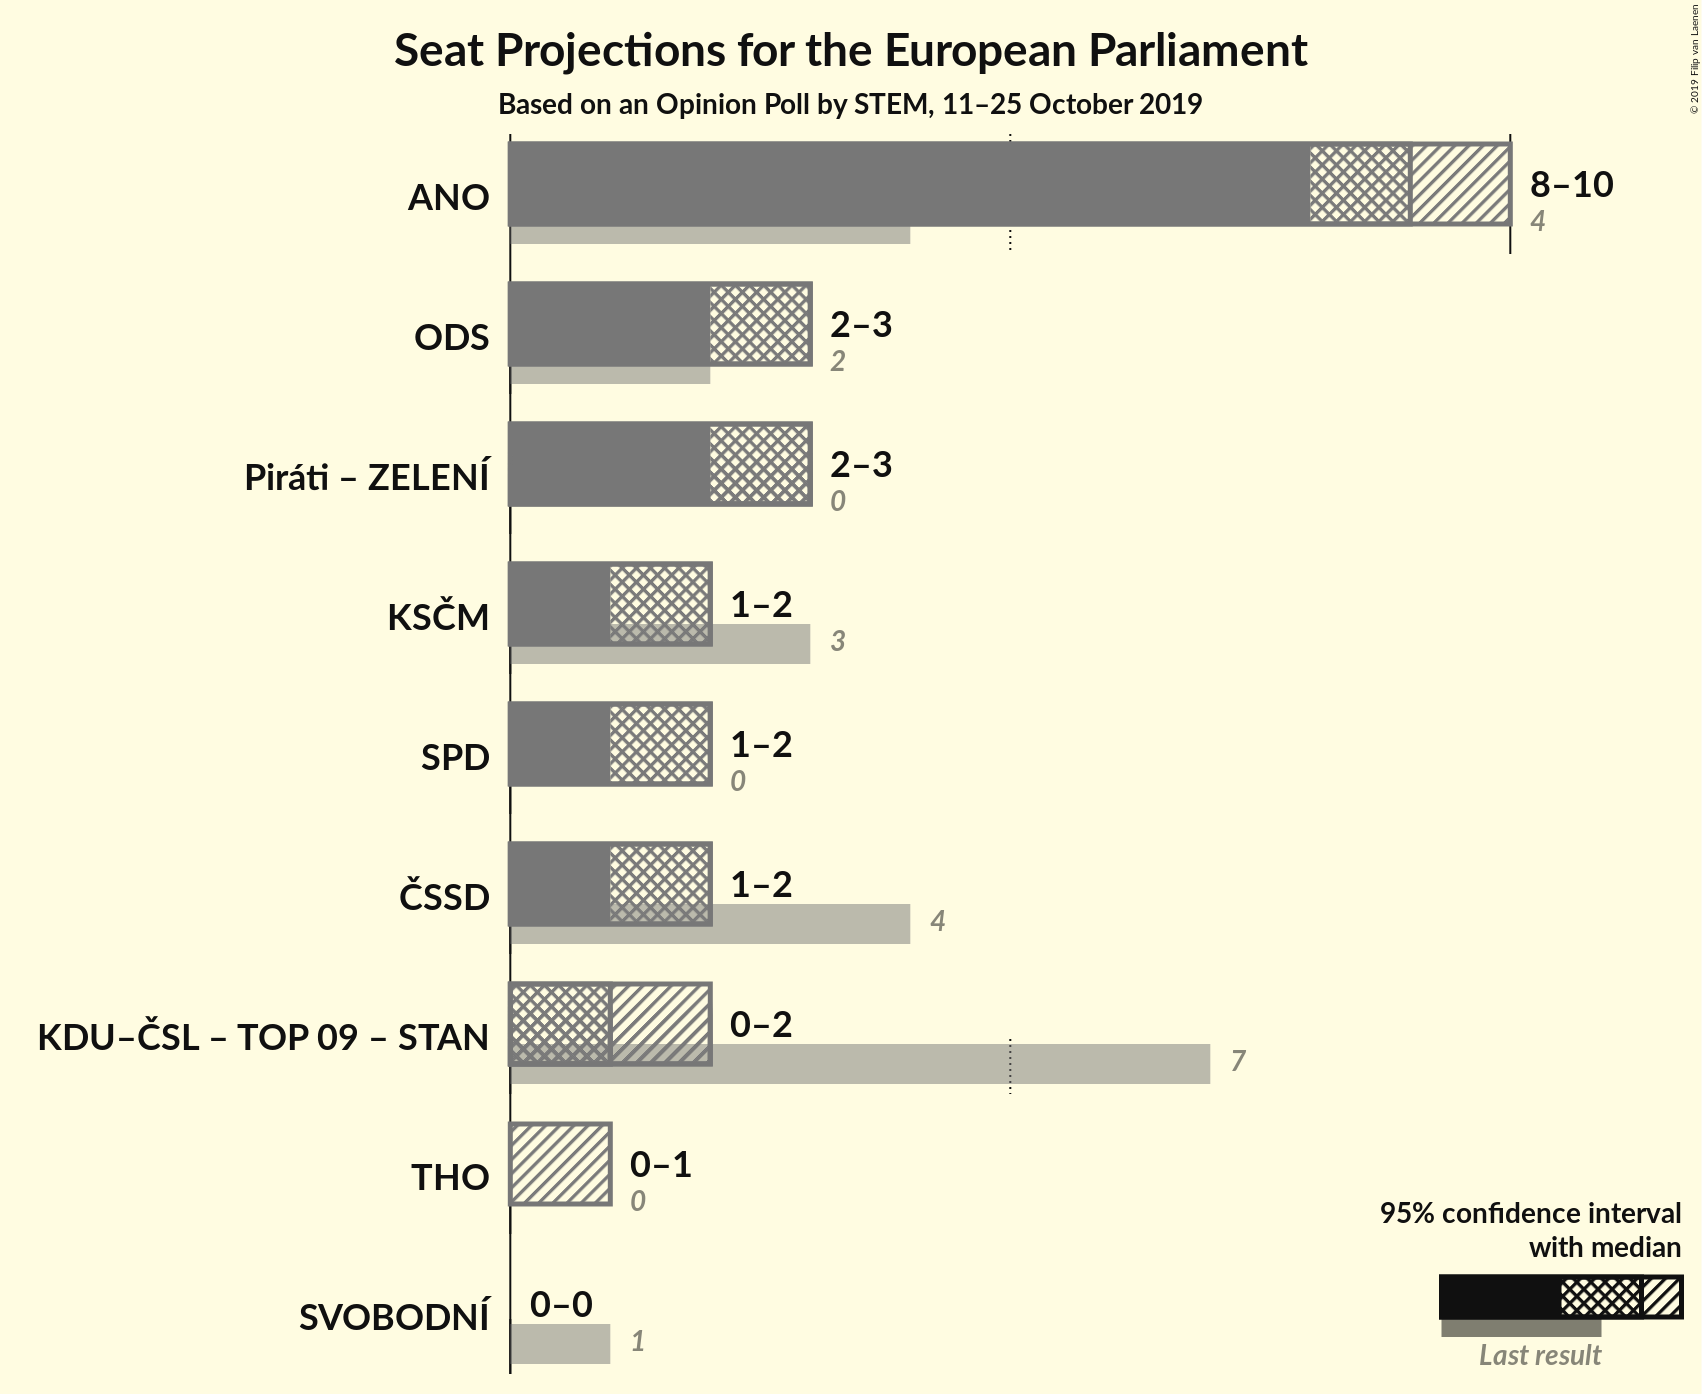 Seat Projections for the European Parliament
Based on an Opinion Poll by STEM, 11–25 October 2019
© 2019 Filip van Laenen
ANO
8–10
4
ODS
2–3
2
Piráti – ZELENÍ
2–3
0
KSČM
1–2
3
SPD
1–2
0
ČSSD
1–2
4
KDU–ČSL – TOP 09 – STAN
0–2
7
THO
0–1
0
SVOBODNÍ
0–0
1
95% confidence interval
with median
Last result